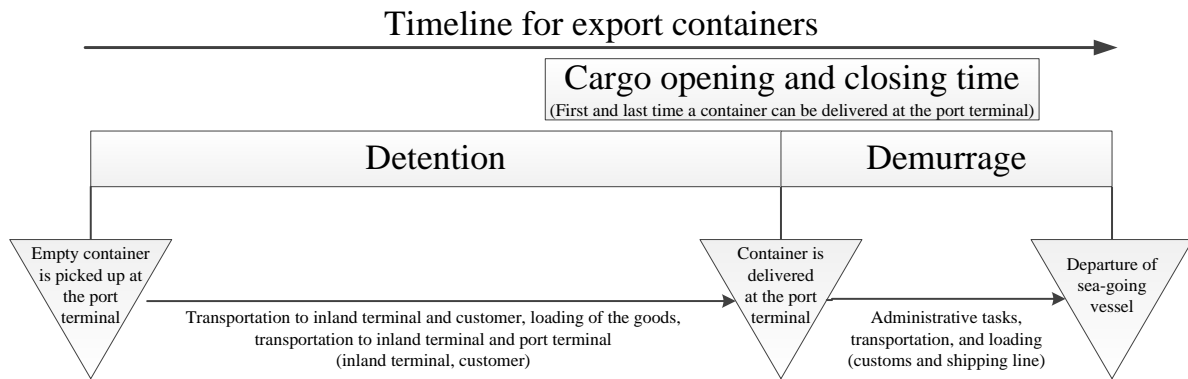 Timeline for export containers
Cargo opening and closing time
(First and last time a container can be delivered at the port terminal)
Detention
Demurrage
Empty container
is picked up at
the port
terminal
Transportation to inland terminal and customer, loading of the goods,
transportation to inland terminal and port terminal
(inland terminal, customer)
Container is
delivered
at the port
terminal
Administrative tasks,
transportation, and loading
(customs and shipping line)
Departure of
sea-going
vessel